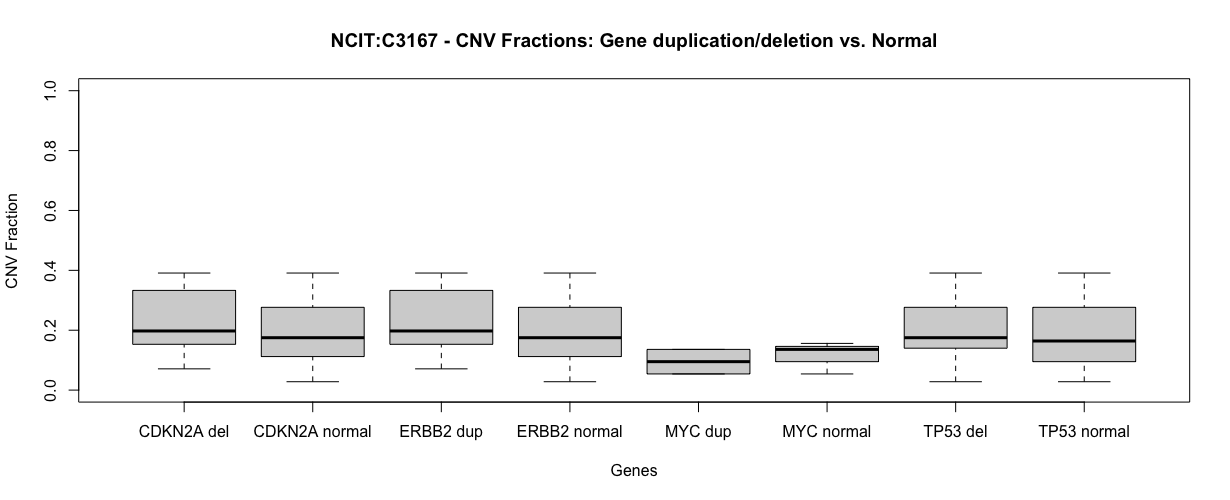 NCIT:C3167 - CNV Fractions: Gene duplication/deletion vs. Normal
CNV Fraction
1.0
0.8
0.6
0.4
0.2
0.0
CDKN2A del CDKN2A normal ERBB2 dup ERBB2 normal MYC dup MYC normal TP53 del TP53 normal
Genes